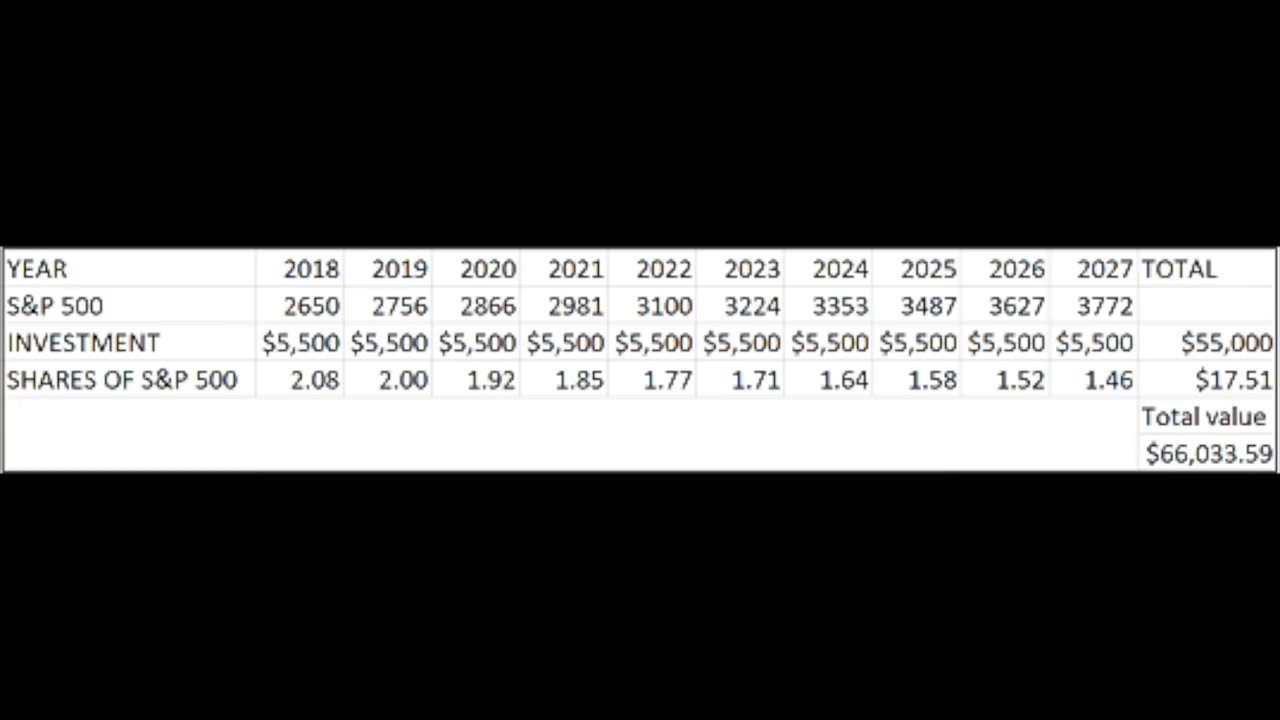 YEAR 2018 2019 2020 2021 2022 2023 2024 2025 2026 2027 TOTAL
S&P 500 2650 2756 2866 2981 3100 3224 3353 3487 3627 3772
INVESTMENT $5,500 $5,500 $5,500 $5,500 $5,500 $5,500 $5,500 $5,500 $5,500 $5,500 $55,000
SHARES OF S&P 500 2.08 2.00 1.92 1.85 1.77 1.71 1.64 1.58 1.52 1.46 $17.51
Total value
$66,033.59